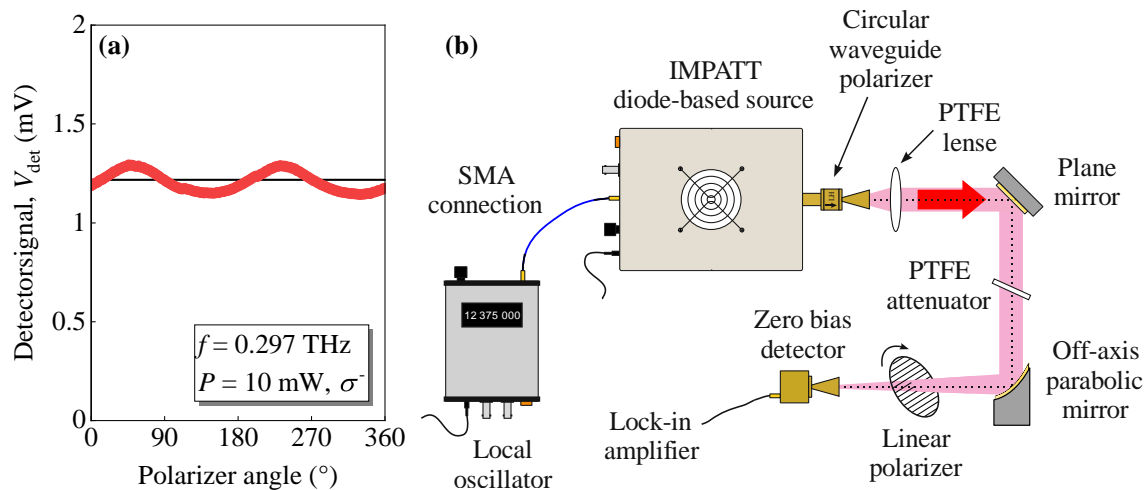 (a)
2
1.5
1
0.5
0
Detectorsignal, V_det (mV)
f = 0.297 THz
P = 10 mW, σ⁻
0 90 180 270 360
Polarizer angle (°)
(b)
IMPATT
diode-based source
Circular
waveguide
polarizer
LH
PTFE
lense
Plane
mirror
SMA
connection
12 375 000
PTFE
attenuator
Zero bias
detector
Off-axis
parabolic
mirror
Lock-in
amplifier
Linear
polarizer
Local
oscillator